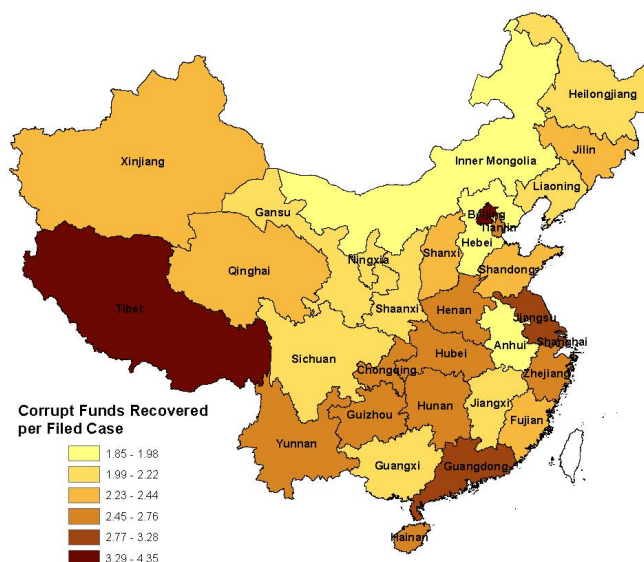 Heilongjiang
Jilin
Xinjiang
Inner Mongolia
Liaoning
Gansu
Beijing
Tianjin
Hebei
Ningxia
Shanxi
Qinghai
Shandong
Tibet
Shaanxi
Henan
Jiangsu
Anhui
Shanghai
Sichuan
Hubei
Chongqing
Zhejiang
Hunan
Jiangxi
Guizhou
Fujian
Yunnan
Guangxi
Guangdong
Hainan
Corrupt Funds Recovered
per Filed Case
1.85 - 1.98
1.99 - 2.22
2.23 - 2.44
2.45 - 2.76
2.77 - 3.28
3.29 - 4.35